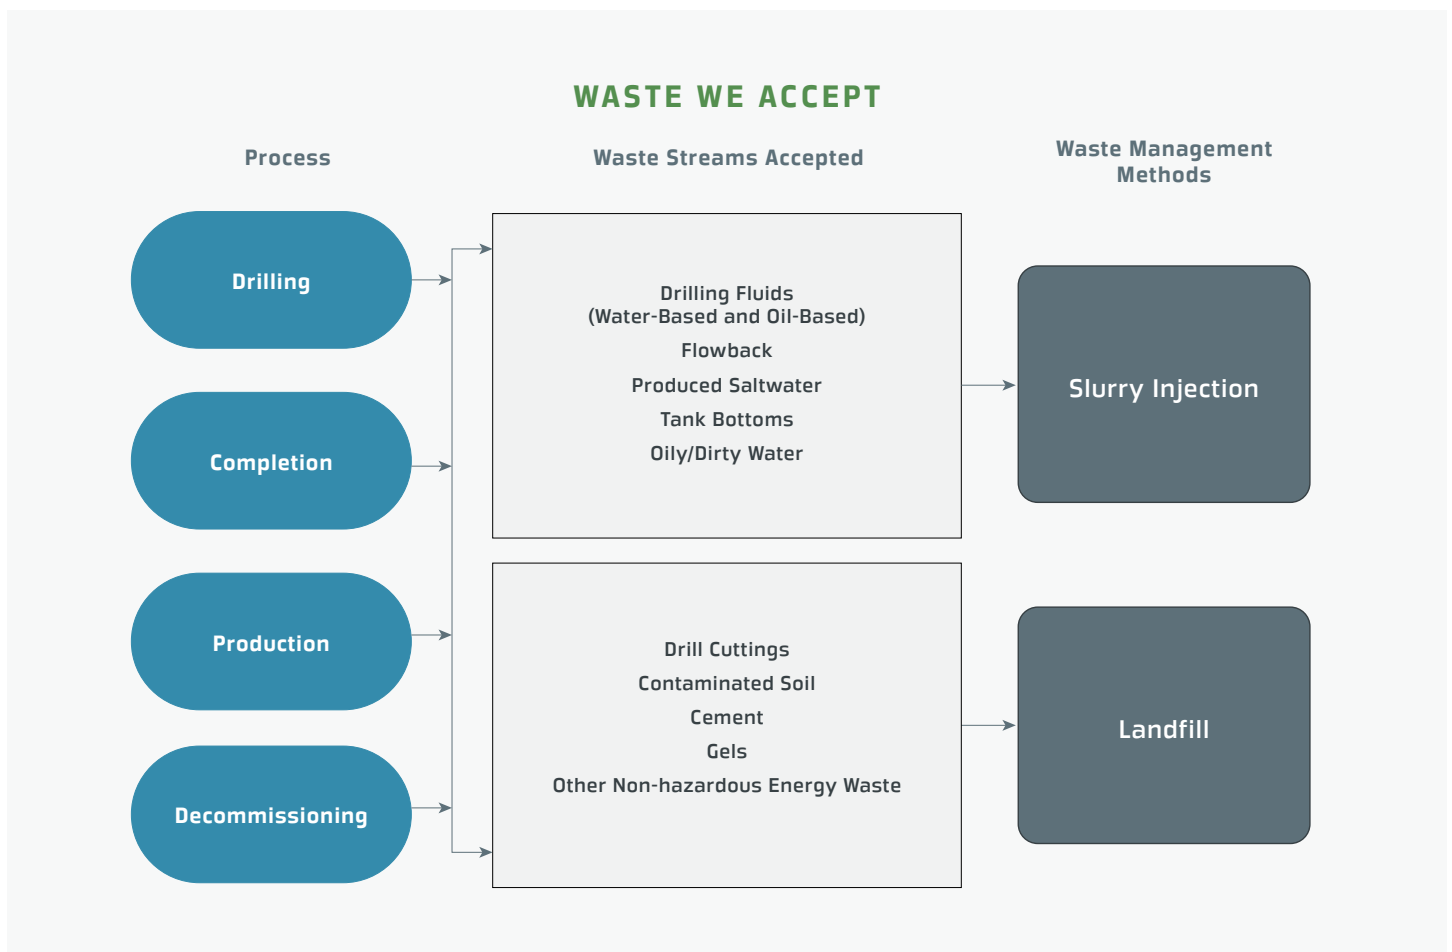 WASTE WE ACCEPT
Process
Waste Streams Accepted
Waste Management
Methods
Drilling
Completion
Production
Decommissioning
Drilling Fluids
(Water-Based and Oil-Based)
Flowback
Produced Saltwater
Tank Bottoms
Oily/Dirty Water
Drill Cuttings
Contaminated Soil
Cement
Gels
Other Non-hazardous Energy Waste
Slurry Injection
Landfill